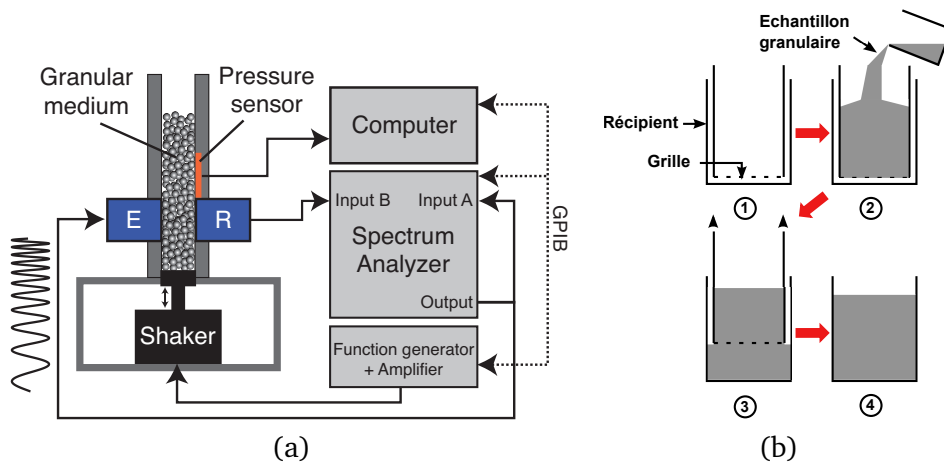 Granular
medium
Pressure
sensor
Computer
E
R
Input B
Input A
Spectrum
Analyzer
Output
GPIB
Shaker
Function generator
+ Amplifier
(a)
Echantillon
granulaire
Récipient
Grille
1
2
3
4
(b)